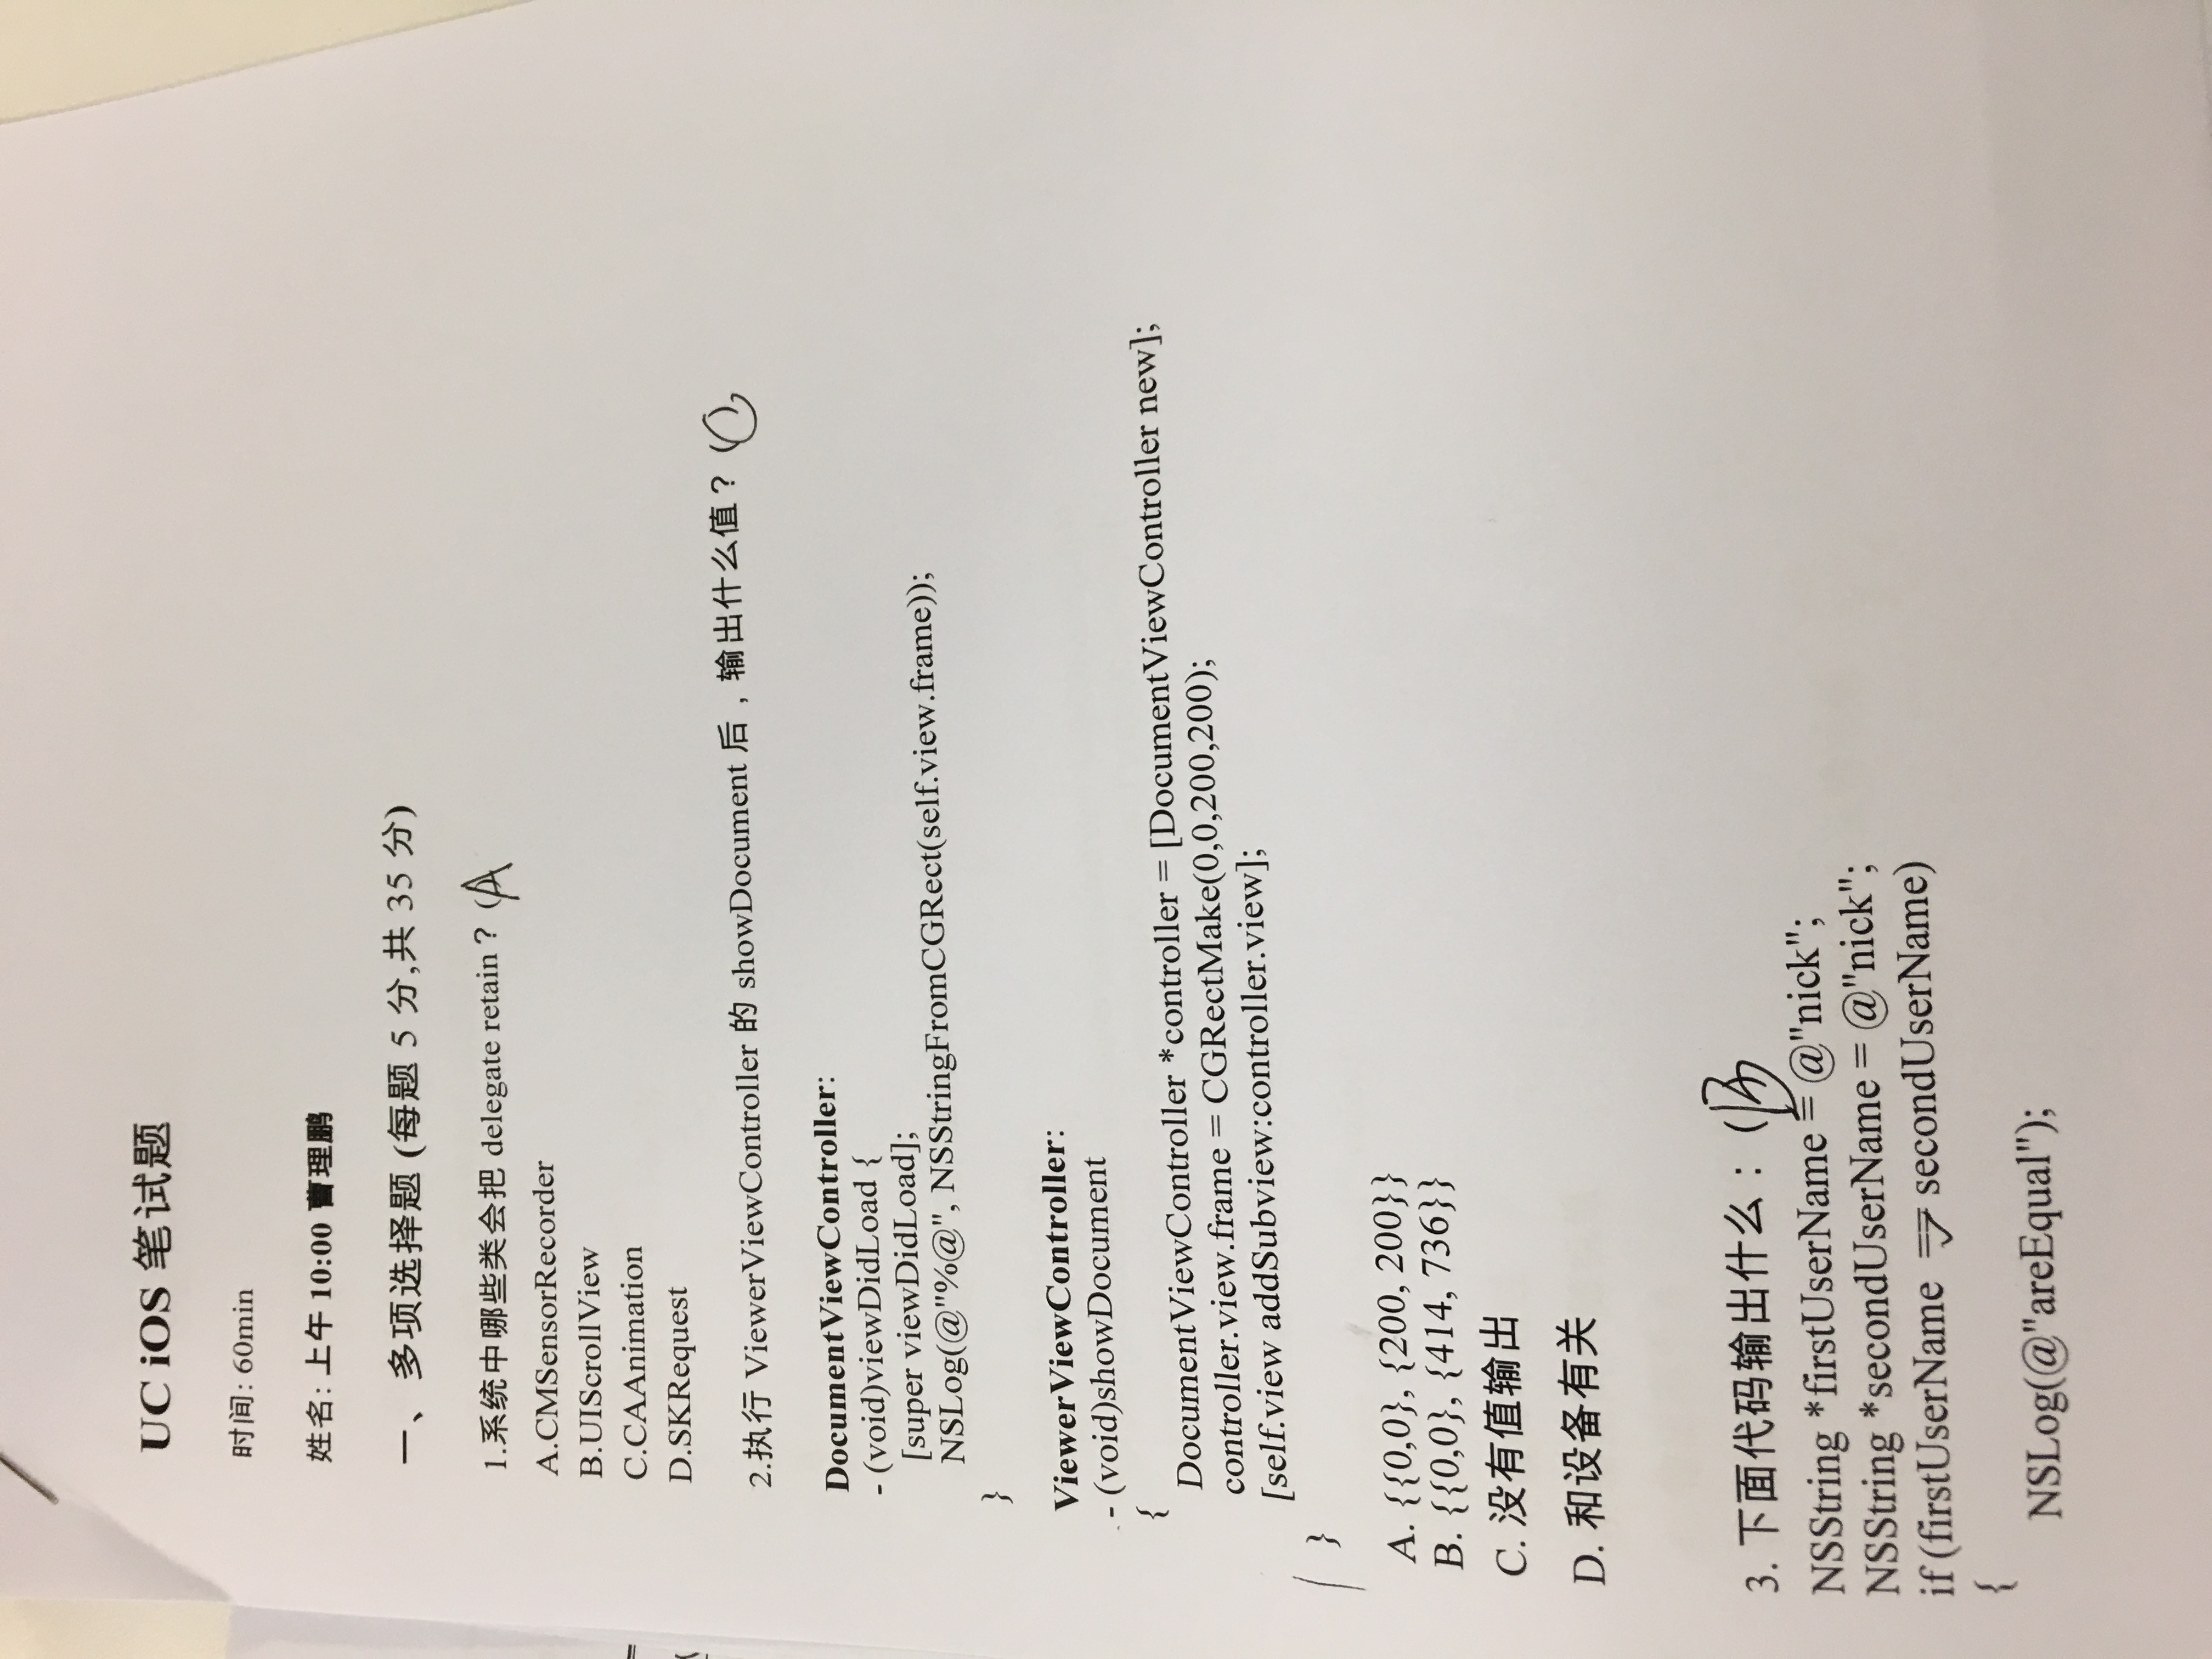 UC iOS 笔试题
时间: 60min
姓名: 上午 10:00 曹理鹏
一、 多项选择题 (每题 5 分,共 35 分)
1.系统中哪些类会把 delegate retain? (A
A.CMSensorRecorder
B.UIScrollView
C.CAAnimation
D.SKRequest
2.执行 ViewerViewController 的 showDocument 后,输出什么值? (
DocumentViewController:
- (void)viewDidLoad {
[super viewDidLoad];
NSLog(@"%@", NSStringFromCGRect(self.view.frame));
}
ViewerViewController:
- (void)showDocument
{
DocumentViewController *controller = [DocumentViewController new];
controller.view.frame = CGRectMake(0,0,200,200);
[self.view addSubview:controller.view];
}
A. {{0,0}, {200, 200}}
B. {{0,0}, {414, 736}}
C. 没有值输出
D. 和设备有关
3. 下面代码输出什么: (
NSString *firstUserName = @"nick";
NSString *secondUserName = @"nick";
if (firstUserName == secondUserName)
{
NSLog(@"areEqual");